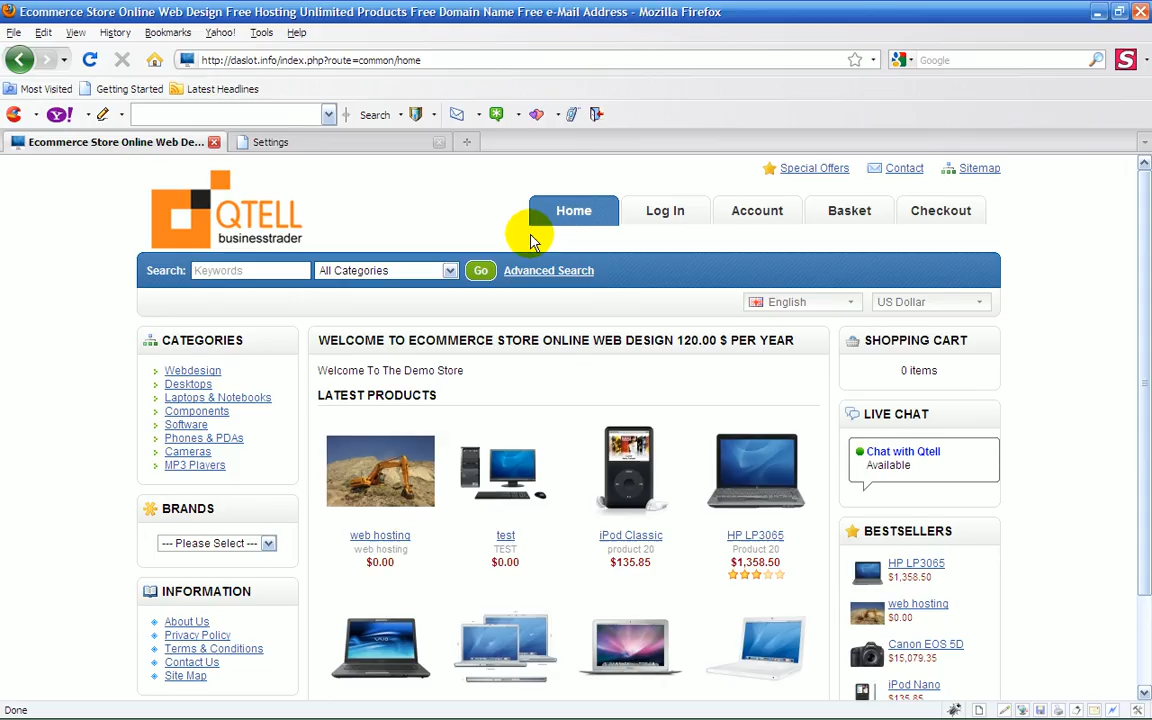 Ecommerce Store Online Web Design Free Hosting Unlimited Products Free Domain Name Free e-Mail Address - Mozilla Firefox
File Edit View History Bookmarks Yahoo! Tools Help
http://daslot.info/index.php?route=common/home
Google
S
Most Visited Getting Started Latest Headlines
Y! Search
Ecommerce Store Online Web De... Settings
Special Offers Contact Sitemap
QTELL
businesstrader
Home Log In Account Basket Checkout
Search: Keywords All Categories Go Advanced Search
English US Dollar
CATEGORIES
Webdesign
Desktops
Laptops & Notebooks
Components
Software
Phones & PDAs
Cameras
MP3 Players
BRANDS
--- Please Select ---
INFORMATION
About Us
Privacy Policy
Terms & Conditions
Contact Us
Site Map
WELCOME TO ECOMMERCE STORE ONLINE WEB DESIGN 120.00 $ PER YEAR
Welcome To The Demo Store
LATEST PRODUCTS
web hosting
web hosting
$0.00
test
TEST
$0.00
iPod Classic
product 20
$135.85
HP LP3065
Product 20
$1,358.50
SHOPPING CART
0 items
LIVE CHAT
Chat with Qtell
Available
BESTSELLERS
HP LP3065
$1,358.50
web hosting
$0.00
Canon EOS 5D
$15,079.35
iPod Nano
$135.85
Done